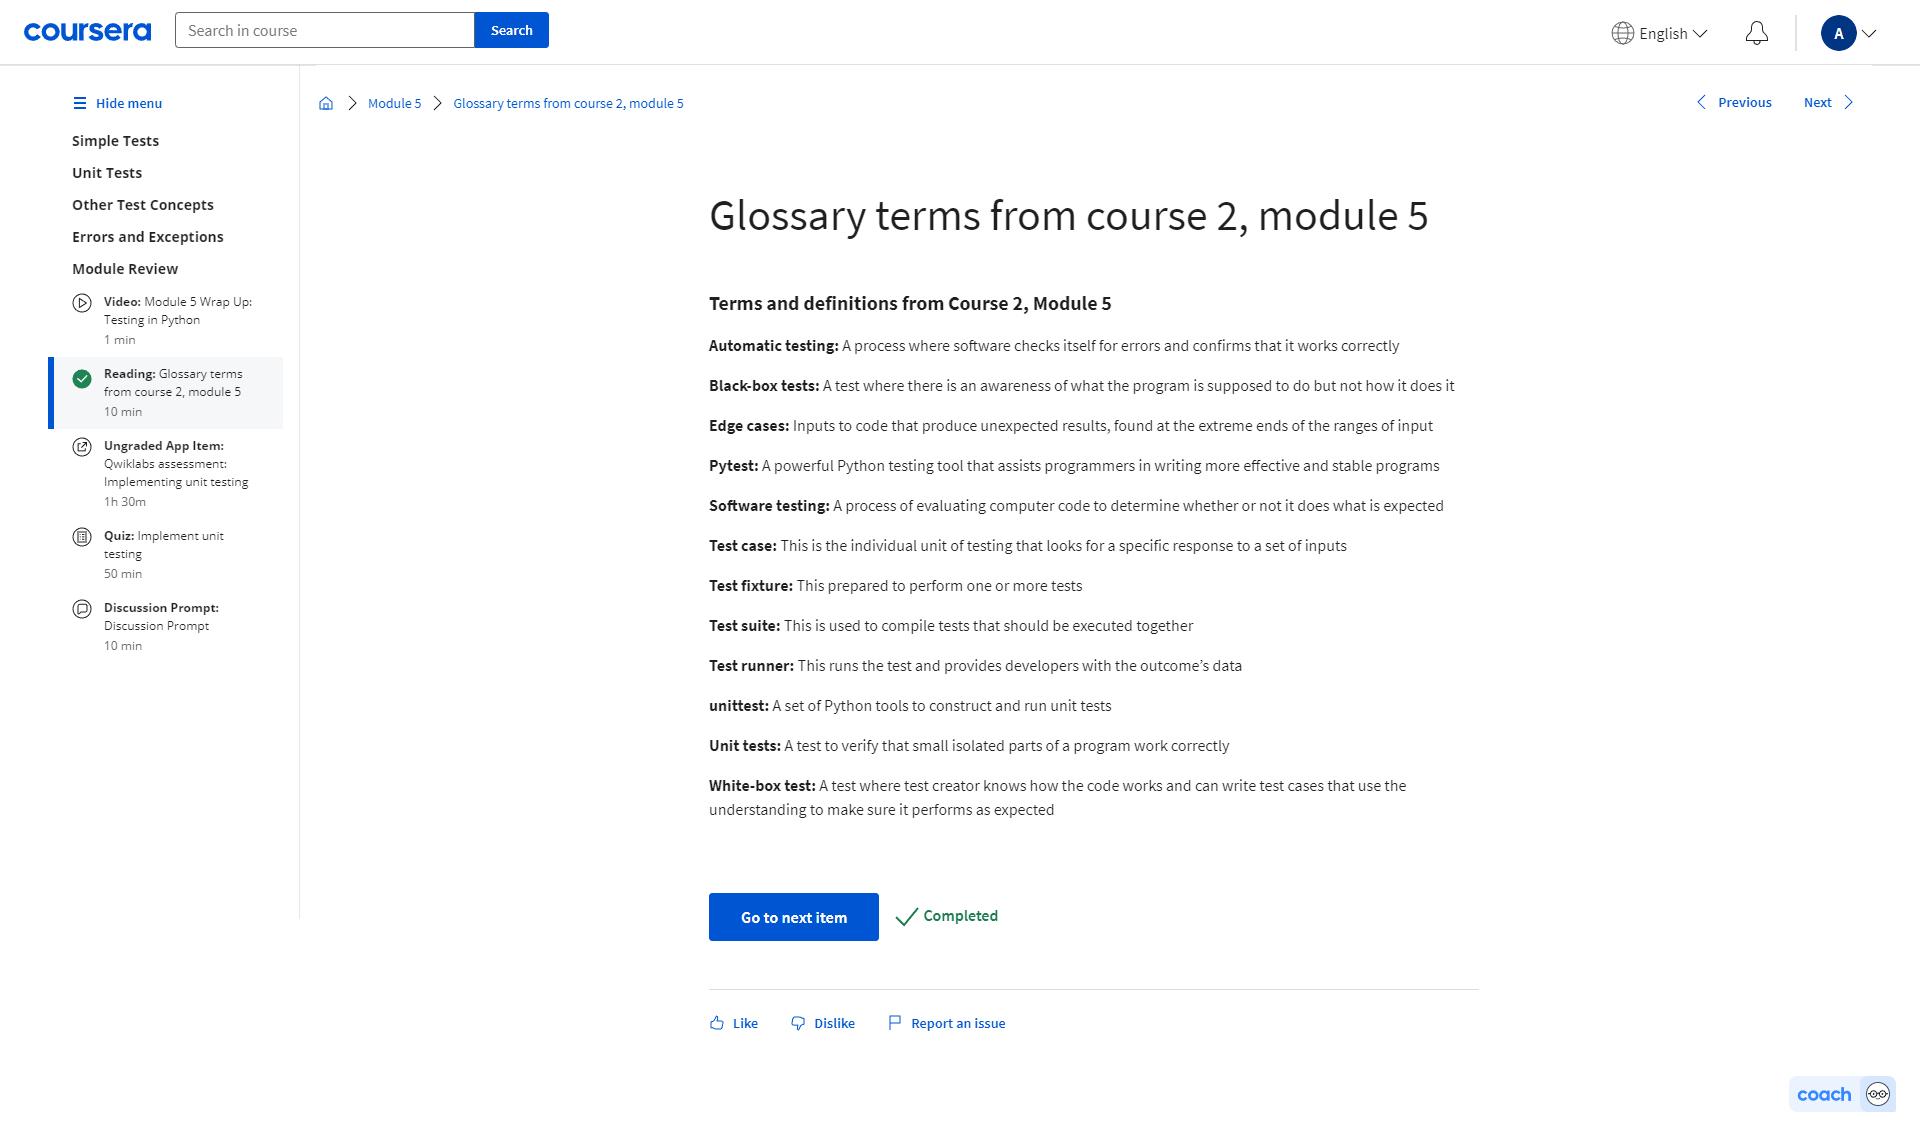 coursera
Search in course
Search
English
A
Hide menu
Simple Tests
Unit Tests
Other Test Concepts
Errors and Exceptions
Module Review
Video: Module 5 Wrap Up:
Testing in Python
1 min
Reading: Glossary terms
from course 2, module 5
10 min
Ungraded App Item:
Qwiklabs assessment:
Implementing unit testing
1h 30m
Quiz: Implement unit
testing
50 min
Discussion Prompt:
Discussion Prompt
10 min
Module 5
Glossary terms from course 2, module 5
Previous
Next
Glossary terms from course 2, module 5
Terms and definitions from Course 2, Module 5
Automatic testing: A process where software checks itself for errors and confirms that it works correctly
Black-box tests: A test where there is an awareness of what the program is supposed to do but not how it does it
Edge cases: Inputs to code that produce unexpected results, found at the extreme ends of the ranges of input
Pytest: A powerful Python testing tool that assists programmers in writing more effective and stable programs
Software testing: A process of evaluating computer code to determine whether or not it does what is expected
Test case: This is the individual unit of testing that looks for a specific response to a set of inputs
Test fixture: This prepared to perform one or more tests
Test suite: This is used to compile tests that should be executed together
Test runner: This runs the test and provides developers with the outcome’s data
unittest: A set of Python tools to construct and run unit tests
Unit tests: A test to verify that small isolated parts of a program work correctly
White-box test: A test where test creator knows how the code works and can write test cases that use the
understanding to make sure it performs as expected
Go to next item
Completed
Like
Dislike
Report an issue
coach